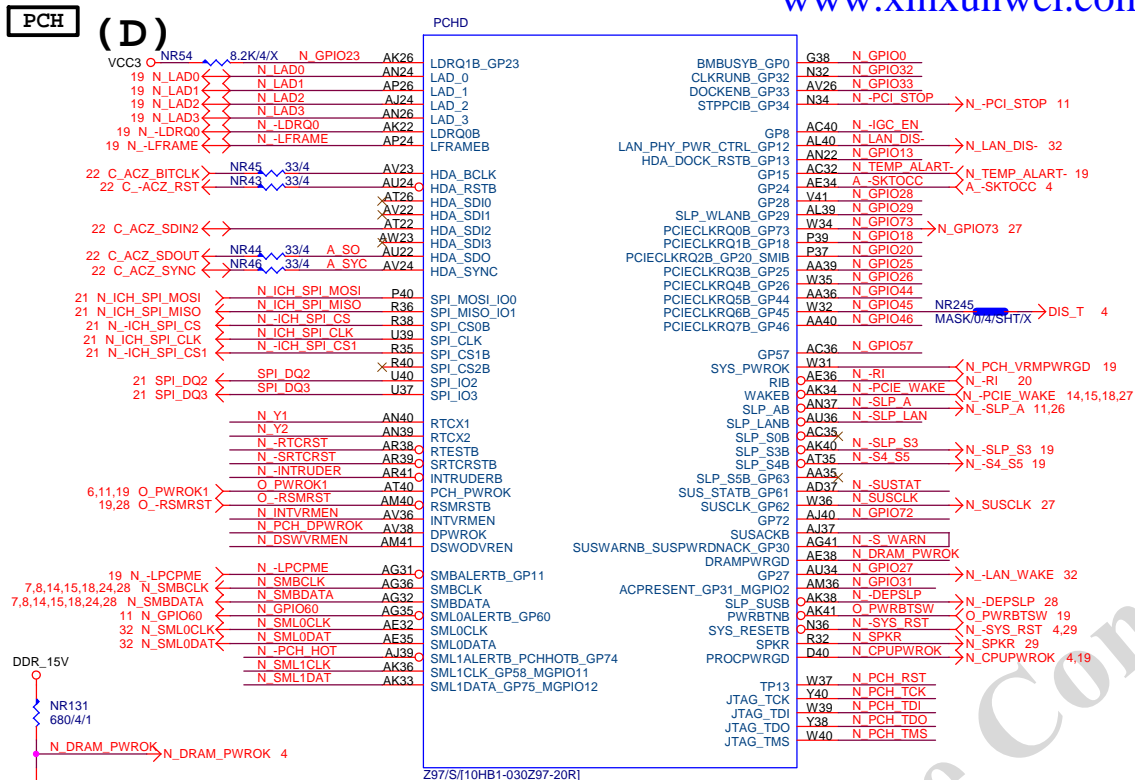 www.xinxunwei.com
PCH
(D)
PCHD
VCC3 NR54 8.2K/4/X N_GPIO23 AK26 LDRQ1B_GP23
19 N_LAD0 N_LAD0 AN24 LAD_0
19 N_LAD1 N_LAD1 AP26 LAD_1
19 N_LAD2 N_LAD2 AJ24 LAD_2
19 N_LAD3 N_LAD3 AN26 LAD_3
19 N_-LDRQ0 N_-LDRQ0 AK22 LDRQ0B
19 N_-LFRAME N_-LFRAME AP24 LFRAMEB
22 C_ACZ_BITCLK NR45 33/4 AV23 HDA_BCLK
22 C_-ACZ_RST NR43 33/4 AU24 HDA_RSTB
AT26 HDA_SDI0
AV22 HDA_SDI1
22 C_ACZ_SDIN2 AT22 HDA_SDI2
AW23 HDA_SDI3
22 C_ACZ_SDOUT NR44 33/4 A_SO AU22 HDA_SDO
22 C_ACZ_SYNC NR46 33/4 A_SYC AV24 HDA_SYNC
21 N_ICH_SPI_MOSI N_ICH_SPI_MOSI P40 SPI_MOSI_IO0
21 N_ICH_SPI_MISO N_ICH_SPI_MISO R36 SPI_MISO_IO1
21 N_-ICH_SPI_CS N_-ICH_SPI_CS R38 SPI_CS0B
21 N_ICH_SPI_CLK N_ICH_SPI_CLK U39 SPI_CLK
21 N_-ICH_SPI_CS1 N_-ICH_SPI_CS1 R35 SPI_CS1B
R40 SPI_CS2B
21 SPI_DQ2 SPI_DQ2 U40 SPI_IO2
21 SPI_DQ3 SPI_DQ3 U37 SPI_IO3
N_Y1 AN40 RTCX1
N_Y2 AN39 RTCX2
N_-RTCRST AR38 RTESTB
N_-SRTCRST AR39 SRTCRSTB
N_-INTRUDER AR41 INTRUDERB
6,11,19 O_PWROK1 O_PWROK1 AT40 PCH_PWROK
19,28 O_-RSMRST O_-RSMRST AM40 RSMRSTB
N_INTVRMEN AV36 INTVRMEN
N_PCH_DPWROK AV38 DPWROK
N_DSWVRMEN AM41 DSWODVREN
19 N_-LPCPME N_-LPCPME AG31 SMBALERTB_GP11
7,8,14,15,18,24,28 N_SMBCLK N_SMBCLK AG36 SMBCLK
7,8,14,15,18,24,28 N_SMBDATA N_SMBDATA AG32 SMBDATA
11 N_GPIO60 N_GPIO60 AG35 SML0ALERTB_GP60
32 N_SML0CLK N_SML0CLK AE32 SML0CLK
32 N_SML0DAT N_SML0DAT AE35 SML0DATA
N_-PCH_HOT AJ39 SML1ALERTB_PCHHOTB_GP74
N_SML1CLK AK36 SML1CLK_GP58_MGPIO11
N_SML1DAT AK33 SML1DATA_GP75_MGPIO12
BMBUSYB_GP0 G38 N_GPIO0
CLKRUNB_GP32 N32 N_GPIO32
DOCKENB_GP33 AV26 N_GPIO33
STPPCIB_GP34 N34 N_-PCI_STOP N_-PCI_STOP 11
GP8 AC40 N_-IGC_EN
LAN_PHY_PWR_CTRL_GP12 AL40 N_LAN_DIS- N_LAN_DIS- 32
HDA_DOCK_RSTB_GP13 AN22 N_GPIO13
GP15 AC32 N_TEMP_ALART- N_TEMP_ALART- 19
GP24 AE34 A_-SKTOCC A_-SKTOCC 4
GP28 V41 N_GPIO28
SLP_WLANB_GP29 AL39 N_GPIO29
PCIECLKRQ0B_GP73 W34 N_GPIO73 N_GPIO73 27
PCIECLKRQ1B_GP18 P39 N_GPIO18
PCIECLKRQ2B_GP20_SMIB P37 N_GPIO20
PCIECLKRQ3B_GP25 AA39 N_GPIO25
PCIECLKRQ4B_GP26 W35 N_GPIO26
PCIECLKRQ5B_GP44 AA36 N_GPIO44
PCIECLKRQ6B_GP45 W32 N_GPIO45 NR245 MASK/0/4/SHT/X DIS_T 4
PCIECLKRQ7B_GP46 AA40 N_GPIO46
GP57 AC36 N_GPIO57
SYS_PWROK W31 N_PCH_VRMPWRGD 19
RIB AE36 N_-RI N_-RI 20
WAKEB AK34 N_-PCIE_WAKE N_-PCIE_WAKE 14,15,18,27
SLP_AB AN37 N_-SLP_A N_-SLP_A 11,26
SLP_LANB AU36 N_-SLP_LAN
SLP_S0B AC35
SLP_S3B AK40 N_-SLP_S3 N_-SLP_S3 19
SLP_S4B AT35 N_-S4_S5 N_-S4_S5 19
SLP_S5B_GP63 AA35
SUS_STATB_GP61 AD37 N_-SUSTAT
SUSCLK_GP62 W36 N_SUSCLK N_SUSCLK 27
GP72 AJ40 N_GPIO72
SUSACKB AJ37
SUSWARNB_SUSPWRDNACK_GP30 AG41 N_-S_WARN
DRAMPWRGD AE38 N_DRAM_PWROK
GP27 AU34 N_GPIO27 N_-LAN_WAKE 32
ACPRESENT_GP31_MGPIO2 AM36 N_GPIO31
SLP_SUSB AK38 N_-DEPSLP N_-DEPSLP 28
PWRBTNB AK41 O_PWRBTSW O_PWRBTSW 19
SYS_RESETB N36 N_-SYS_RST N_-SYS_RST 4,29
SPKR R32 N_SPKR N_SPKR 29
PROCPWRGD D40 N_CPUPWROK N_CPUPWROK 4,19
TP13 W37 N_PCH_RST
JTAG_TCK Y40 N_PCH_TCK
JTAG_TDI W39 N_PCH_TDI
JTAG_TDO Y38 N_PCH_TDO
JTAG_TMS W40 N_PCH_TMS
DDR_15V
NR131
680/4/1
N_DRAM_PWROK N_DRAM_PWROK 4
Z97/S/[10HB1-030Z97-20R]